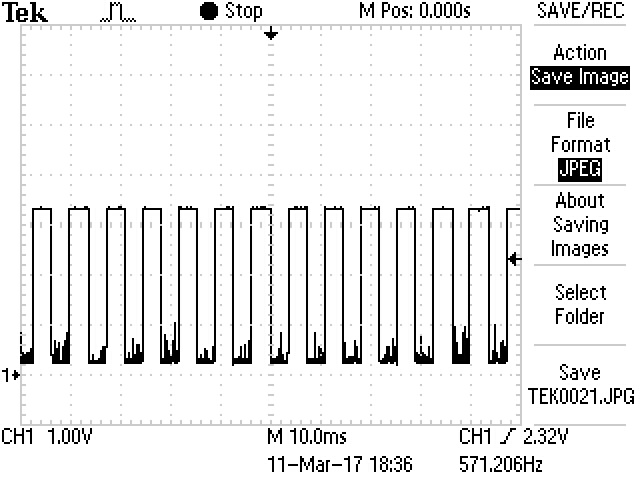 Tek Stop M Pos: 0.000s SAVE/REC
Action
Save Image
File
Format
JPEG
About
Saving
Images
Select
Folder
1
Save
TEK0021.JPG
CH1 1.00V M 10.0ms CH1 2.32V
11-Mar-17 18:36 571.206Hz